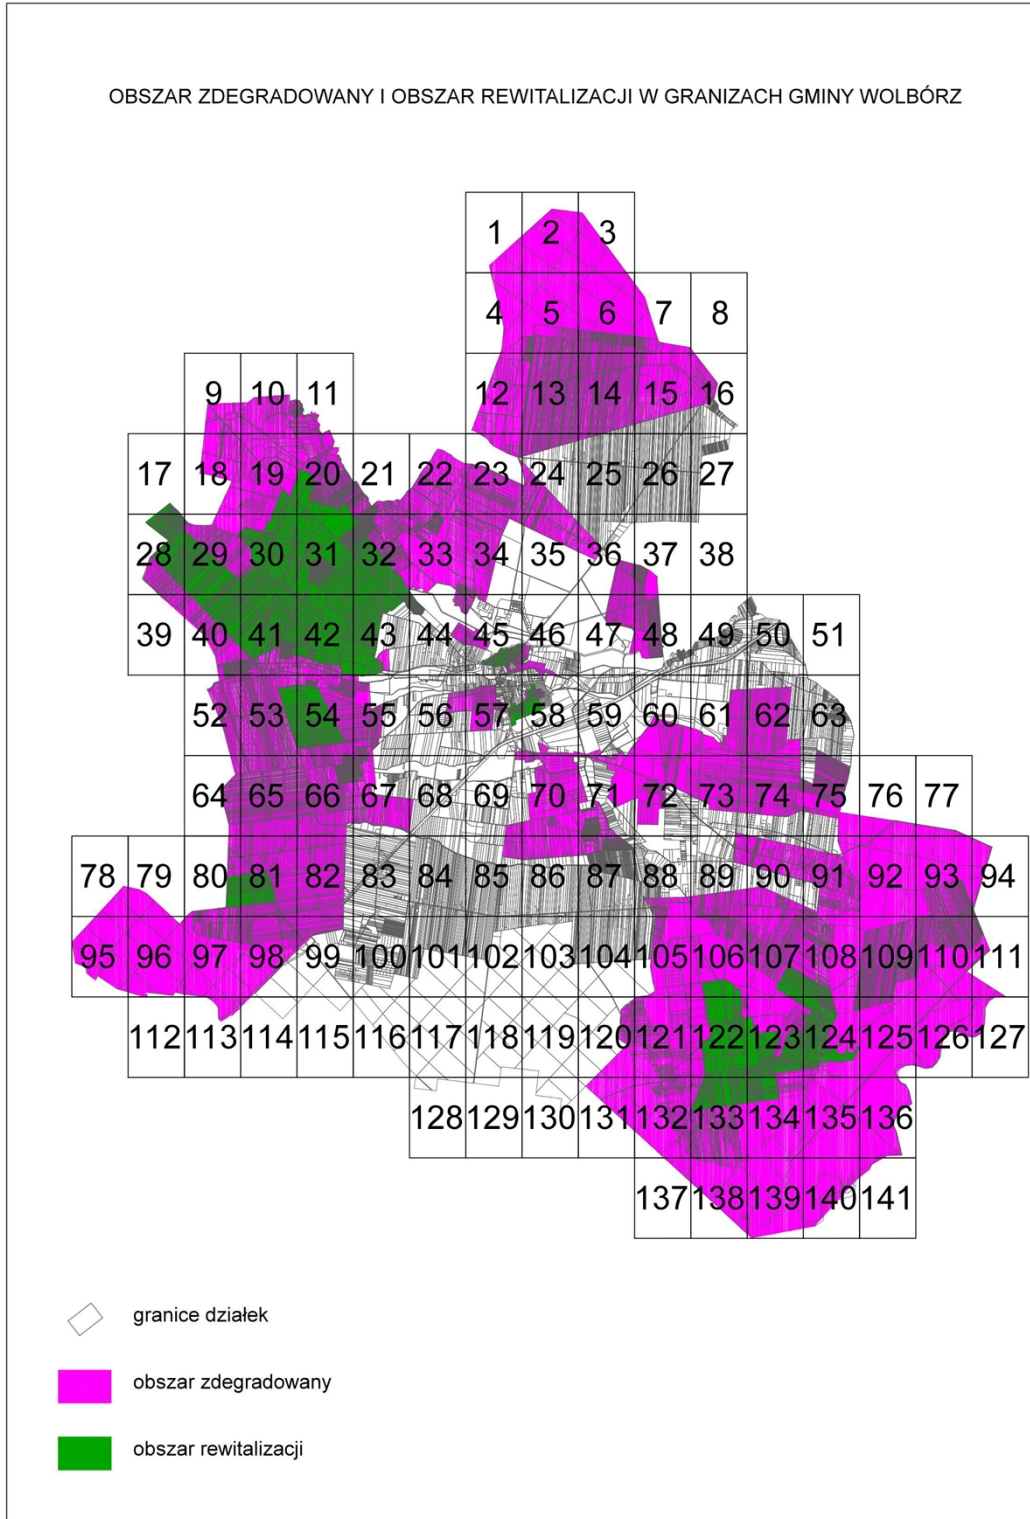 OBSZAR ZDEGRADOWANY I OBSZAR REWITALIZACJI W GRANIZACH GMINY WOLBÓRZ
1 2 3
4 5 6 7 8
9 10 11 12 13 14 15 16
17 18 19 20 21 22 23 24 25 26 27
28 29 30 31 32 33 34 35 36 37 38
39 40 41 42 43 44 45 46 47 48 49 50 51
52 53 54 55 56 57 58 59 60 61 62 63
64 65 66 67 68 69 70 71 72 73 74 75 76 77
78 79 80 81 82 83 84 85 86 87 88 89 90 91 92 93 94
95 96 97 98 99 100 101 102 103 104 105 106 107 108 109 110 111
112 113 114 115 116 117 118 119 120 121 122 123 124 125 126 127
128 129 130 131 132 133 134 135 136
137 138 139 140 141
granice działek
obszar zdegradowany
obszar rewitalizacji